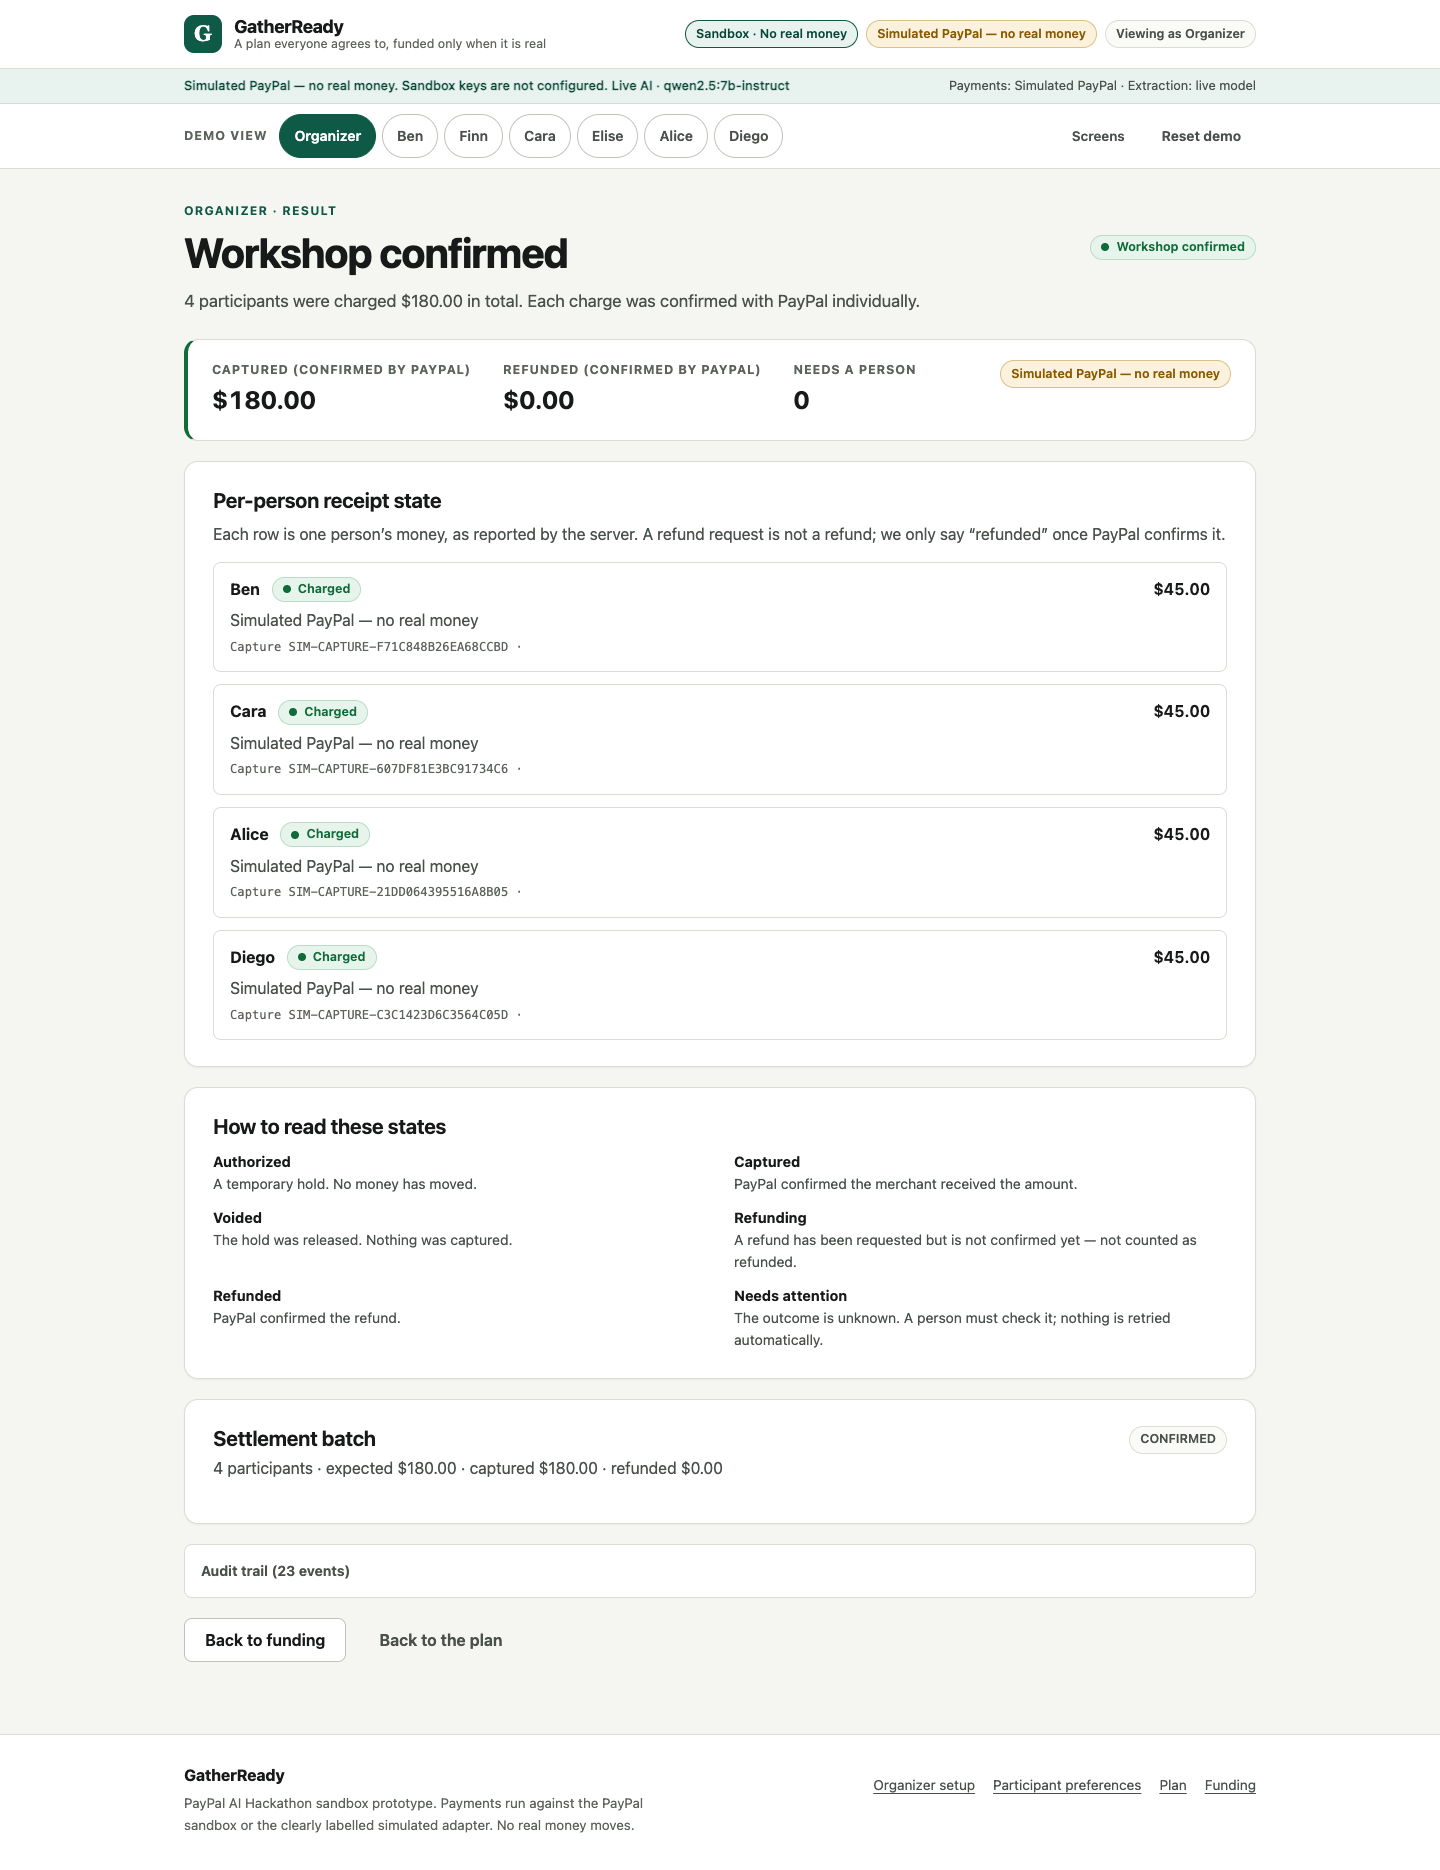 G
GatherReady
A plan everyone agrees to, funded only when it is real
Sandbox · No real money
Simulated PayPal — no real money
Viewing as Organizer
Simulated PayPal — no real money. Sandbox keys are not configured. Live AI · qwen2.5:7b-instruct
Payments: Simulated PayPal · Extraction: live model
DEMO VIEW
Organizer
Ben
Finn
Cara
Elise
Alice
Diego
Screens
Reset demo
ORGANIZER · RESULT
Workshop confirmed
Workshop confirmed
4 participants were charged $180.00 in total. Each charge was confirmed with PayPal individually.
CAPTURED (CONFIRMED BY PAYPAL)
$180.00
REFUNDED (CONFIRMED BY PAYPAL)
$0.00
NEEDS A PERSON
0
Simulated PayPal — no real money
Per-person receipt state
Each row is one person’s money, as reported by the server. A refund request is not a refund; we only say “refunded” once PayPal confirms it.
Ben
Charged
$45.00
Simulated PayPal — no real money
Capture SIM-CAPTURE-F71C848B26EA68CCBD ·
Cara
Charged
$45.00
Simulated PayPal — no real money
Capture SIM-CAPTURE-607DF81E3BC91734C6 ·
Alice
Charged
$45.00
Simulated PayPal — no real money
Capture SIM-CAPTURE-21DD064395516A8B05 ·
Diego
Charged
$45.00
Simulated PayPal — no real money
Capture SIM-CAPTURE-C3C1423D6C3564C05D ·
How to read these states
Authorized
A temporary hold. No money has moved.
Captured
PayPal confirmed the merchant received the amount.
Voided
The hold was released. Nothing was captured.
Refunding
A refund has been requested but is not confirmed yet — not counted as
refunded.
Refunded
PayPal confirmed the refund.
Needs attention
The outcome is unknown. A person must check it; nothing is retried
automatically.
Settlement batch
CONFIRMED
4 participants · expected $180.00 · captured $180.00 · refunded $0.00
Audit trail (23 events)
Back to funding
Back to the plan
GatherReady
PayPal AI Hackathon sandbox prototype. Payments run against the PayPal
sandbox or the clearly labelled simulated adapter. No real money moves.
Organizer setup
Participant preferences
Plan
Funding